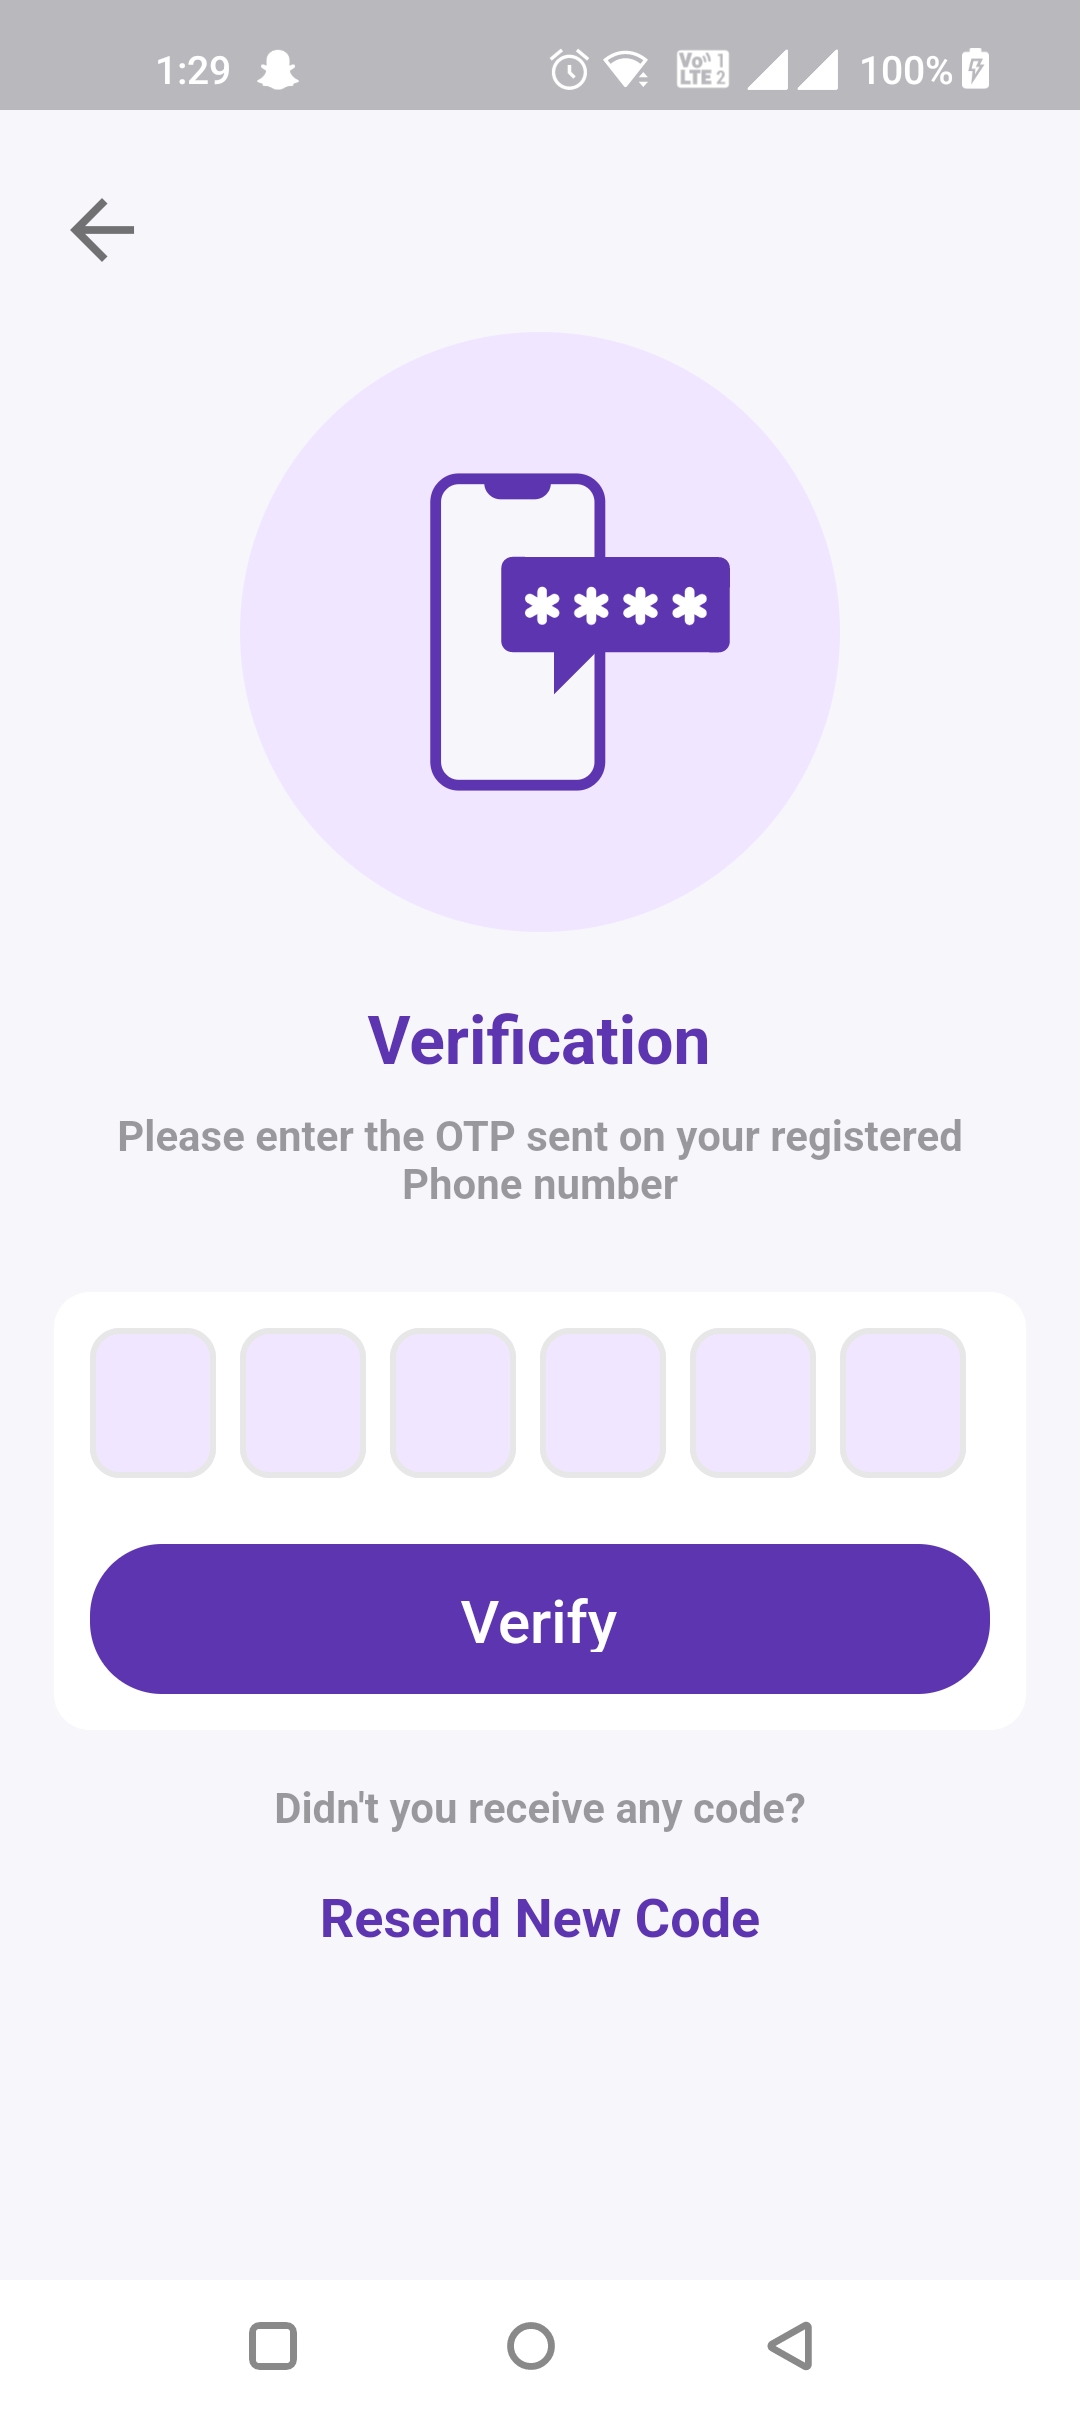 1:29
Vo 1
LTE 2
100%
Verification
Please enter the OTP sent on your registered
Phone number
Verify
Didn't you receive any code?
Resend New Code